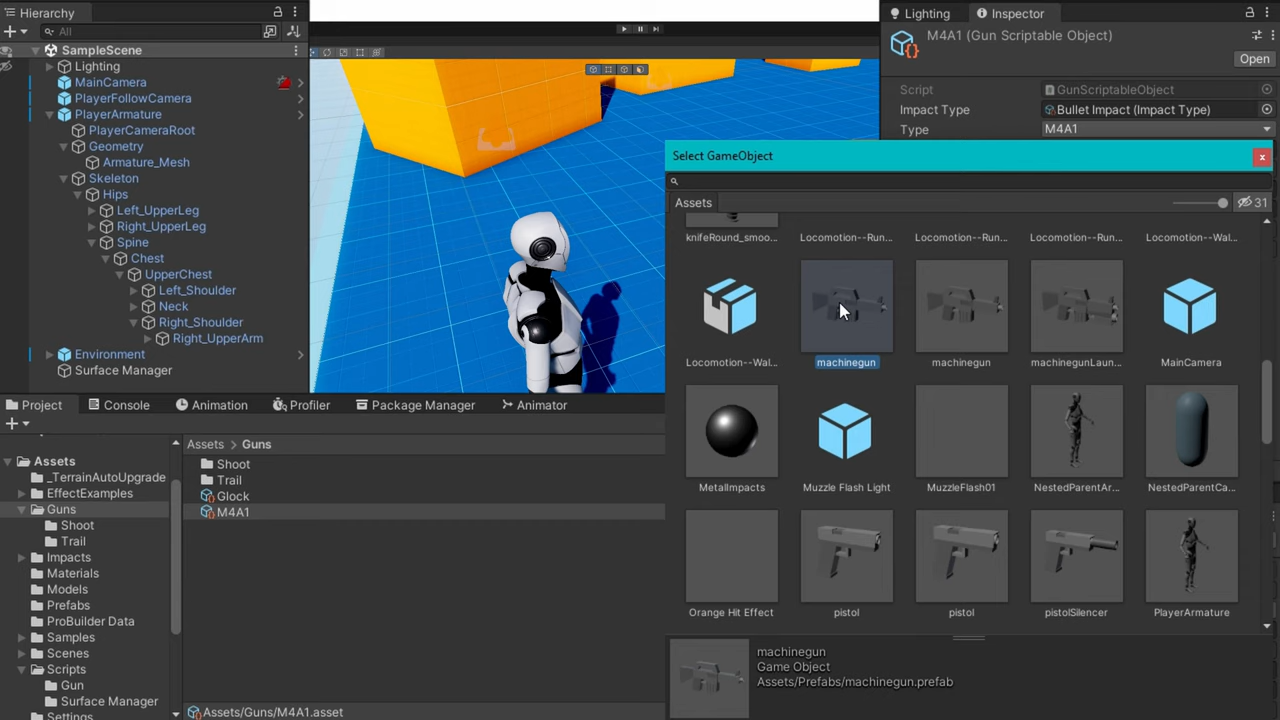 Hierarchy
All
SampleScene
Lighting
MainCamera
PlayerFollowCamera
PlayerArmature
PlayerCameraRoot
Geometry
Armature_Mesh
Skeleton
Hips
Left_UpperLeg
Right_UpperLeg
Spine
Chest
UpperChest
Left_Shoulder
Neck
Right_Shoulder
Right_UpperArm
Environment
Surface Manager
Lighting
Inspector
M4A1 (Gun Scriptable Object)
Open
Script
GunScriptableObject
Impact Type
Bullet Impact (Impact Type)
Type
M4A1
Select GameObject
Assets
31
knifeRound_smoo...
Locomotion--Run...
Locomotion--Run...
Locomotion--Run...
Locomotion--Wal...
Locomotion--Wal...
machinegun
machinegun
machinegunLaun...
MainCamera
MetalImpacts
Muzzle Flash Light
MuzzleFlash01
NestedParentAr...
NestedParentCa...
Orange Hit Effect
pistol
pistol
pistolSilencer
PlayerArmature
machinegun
Game Object
Assets/Prefabs/machinegun.prefab
Project
Console
Animation
Profiler
Package Manager
Animator
Assets
_TerrainAutoUpgrade
EffectExamples
Guns
Shoot
Trail
Impacts
Materials
Models
Prefabs
ProBuilder Data
Samples
Scenes
Scripts
Gun
Surface Manager
Settings
Assets > Guns
Shoot
Trail
Glock
M4A1
Assets/Guns/M4A1.asset